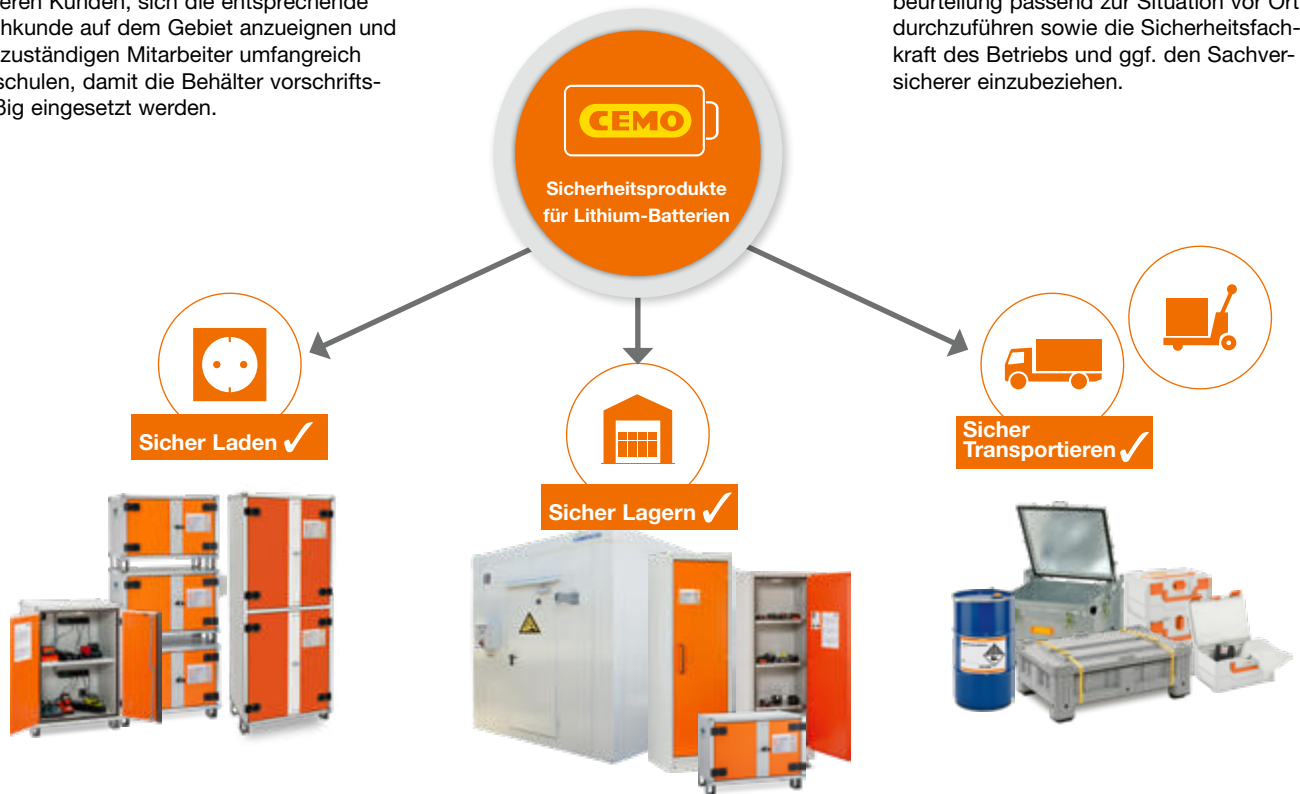 eren Kunden, sich die entsprechende
hkunde auf dem Gebiet anzueignen und
zuständigen Mitarbeiter umfangreich
schulen, damit die Behälter vorschrifts-
ßig eingesetzt werden.
beurteilung passend zur Situation vor Ort
durchzuführen sowie die Sicherheitsfach-
kraft des Betriebs und ggf. den Sachver-
sicherer einzubeziehen.
CEMO
Sicherheitsprodukte
für Lithium-Batterien
Sicher Laden
Sicher Lagern
Sicher
Transportieren